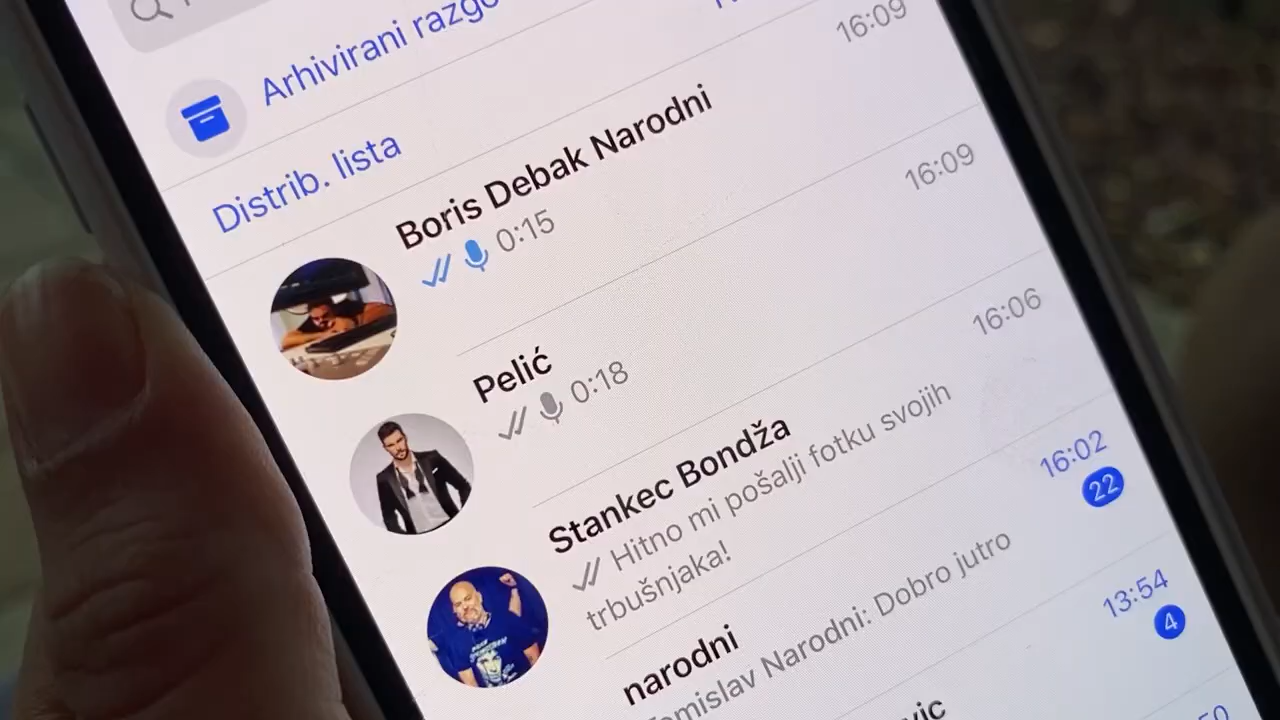 Arhivirani
16:09
Distrib. lista
Boris Debak Narodni
0:15
16:09
Pelić
0:18
16:06
Stankec Bondža
Hitno mi pošalji fotku svojih
trbušnjaka!
16:02
22
narodni
Tomislav Narodni: Dobro jutro
13:54
4